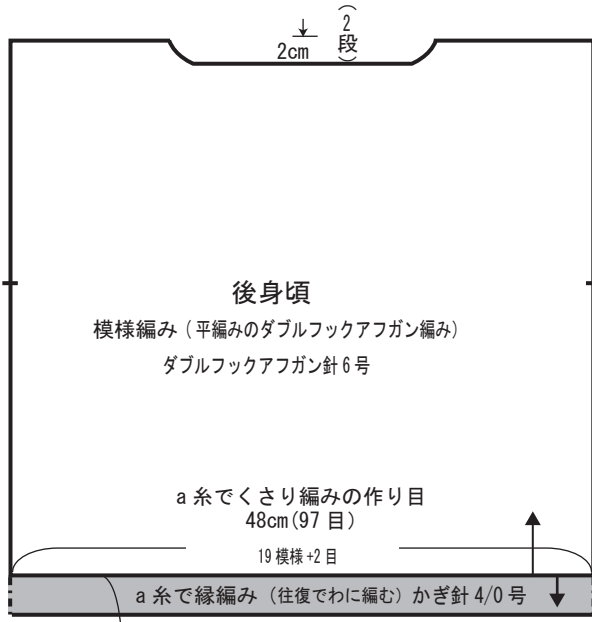 (2段)
2cm
後身頃
模様編み（平編みのダブルフックアフガン編み）
ダブルフックアフガン針6号
a糸でくさり編みの作り目
48cm(97目)
19模様+2目
a糸で縁編み（往復でわに編む）かぎ針4/0号